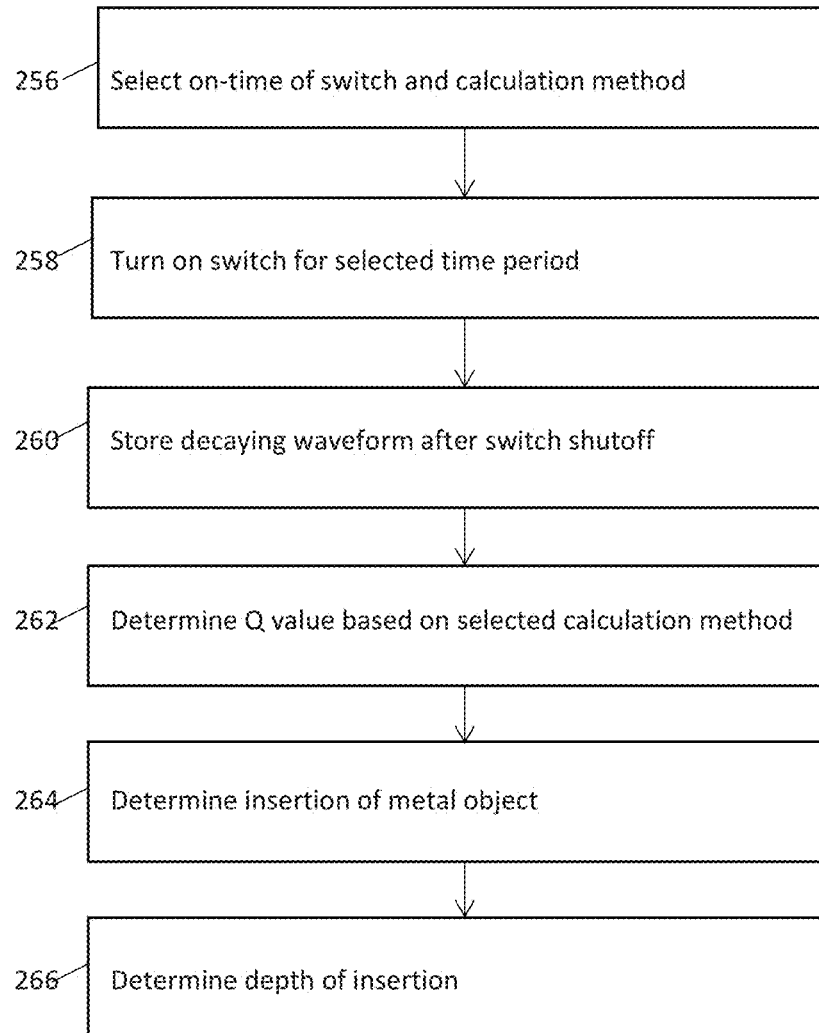 256 Select on-time of switch and calculation method
258 Turn on switch for selected time period
260 Store decaying waveform after switch shutoff
262 Determine Q value based on selected calculation method
264 Determine insertion of metal object
266 Determine depth of insertion